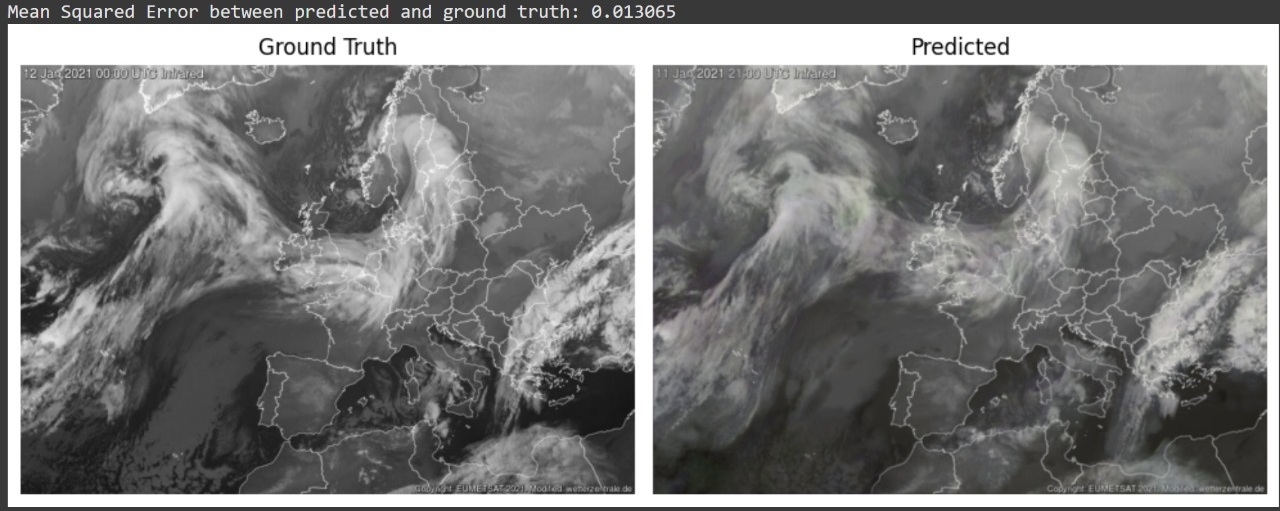 Mean Squared Error between predicted and ground truth: 0.013065
Ground Truth
Predicted
12 Jan 2021 00:00 UTC Infrared
11 Jan 2021 21:00 UTC Infrared
Copyright: EUMETSAT 2021, Modified: wetterzentrale.de
Copyright: EUMETSAT 2021, Modified: wetterzentrale.de